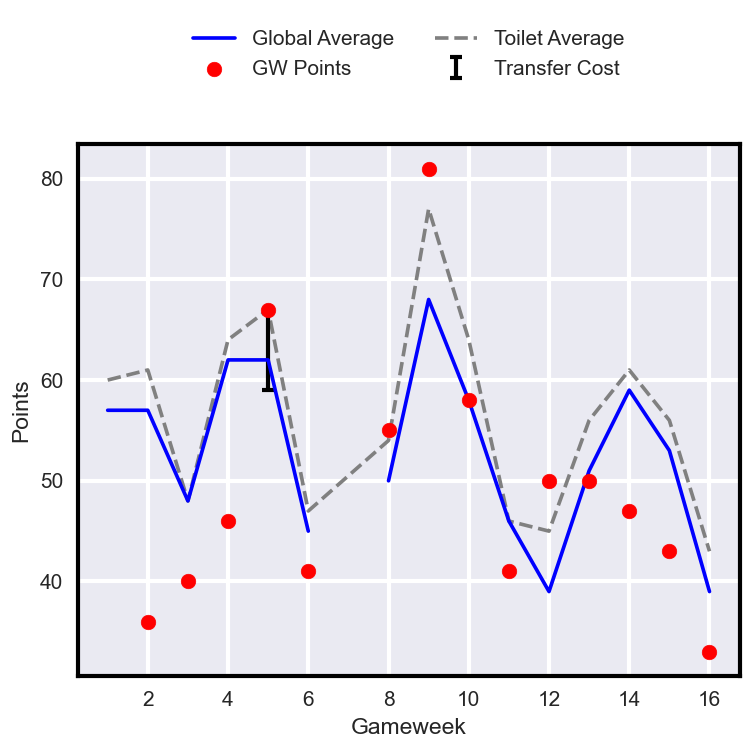 Global Average
Toilet Average
GW Points
Transfer Cost
80
70
60
50
40
Points
2 4 6 8 10 12 14 16
Gameweek